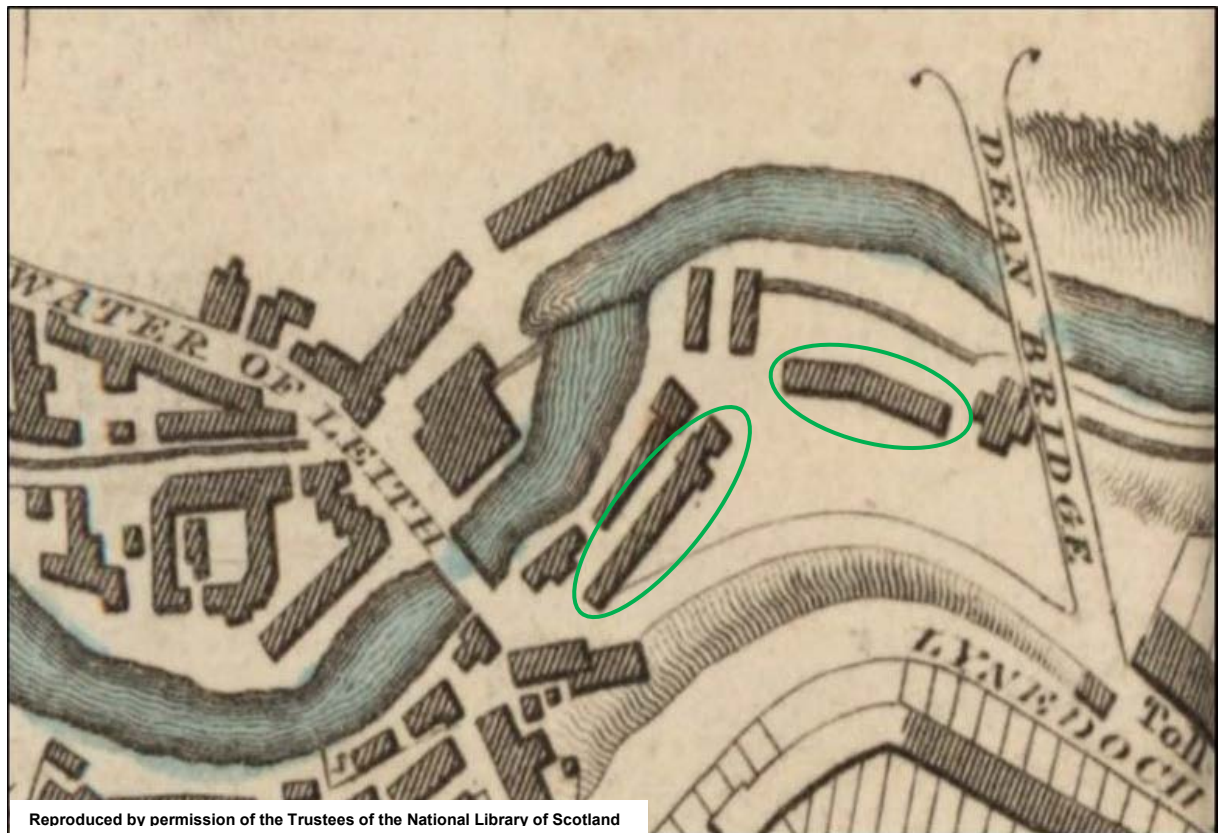 WATER OF LEITH
DEAN BRIDGE
LYNEDOCH
Toll
Reproduced by permission of the Trustees of the National Library of Scotland